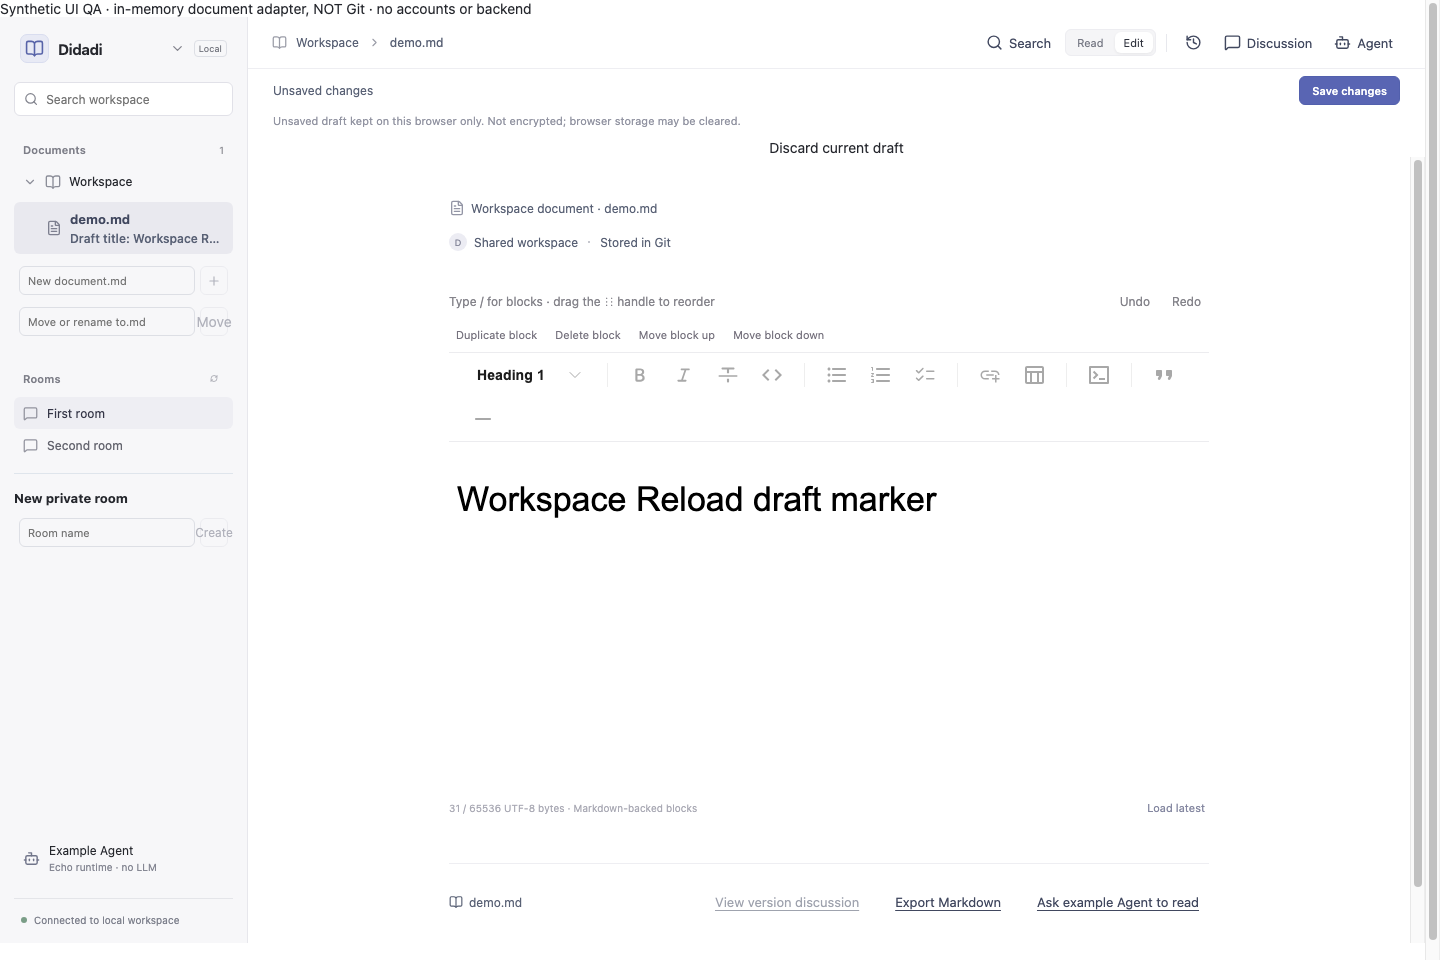 Synthetic UI QA · in-memory document adapter, NOT Git · no accounts or backend
Didadi
Local
Search workspace
Documents 1
Workspace
demo.md
Draft title: Workspace R...
New document.md
Move or rename to.md Move
Rooms
First room
Second room
New private room
Room name Create
Example Agent
Echo runtime · no LLM
Connected to local workspace
Workspace > demo.md
Search
Read Edit
Discussion
Agent
Unsaved changes
Save changes
Unsaved draft kept on this browser only. Not encrypted; browser storage may be cleared.
Discard current draft
Workspace document · demo.md
D Shared workspace · Stored in Git
Type / for blocks · drag the ⁝⁝ handle to reorder
Undo Redo
Duplicate block Delete block Move block up Move block down
Heading 1
Workspace Reload draft marker
31 / 65536 UTF-8 bytes · Markdown-backed blocks
Load latest
demo.md
View version discussion
Export Markdown
Ask example Agent to read